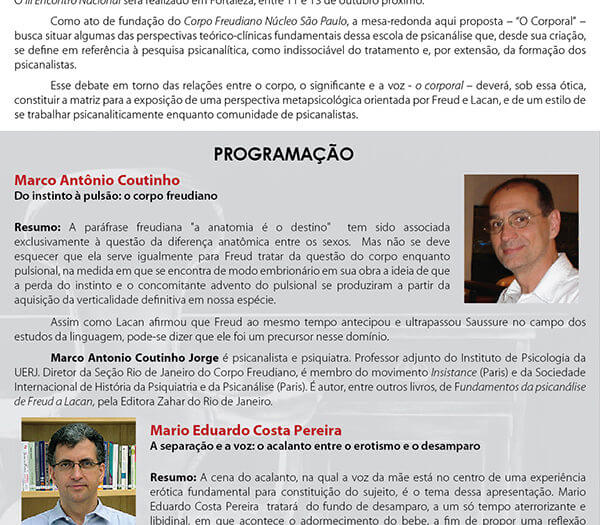 O III Encontro Nacional será realizado em Fortaleza, entre 11 e 13 de outubro próximo.
Como ato de fundação do Corpo Freudiano Núcleo São Paulo, a mesa-redonda aqui proposta – “O Corporal” –
busca situar algumas das perspectivas teórico-clínicas fundamentais dessa escola de psicanálise que, desde sua criação,
se define em referência à pesquisa psicanalítica, como indissociável do tratamento e, por extensão, da formação dos
psicanalistas.
Esse debate em torno das relações entre o corpo, o significante e a voz - o corporal – deverá, sob essa ótica,
constituir a matriz para a exposição de uma perspectiva metapsicológica orientada por Freud e Lacan, e de um estilo de
se trabalhar psicanaliticamente enquanto comunidade de psicanalistas.
PROGRAMAÇÃO
Marco Antônio Coutinho
Do instinto à pulsão: o corpo freudiano
Resumo: A paráfrase freudiana "a anatomia é o destino" tem sido associada
exclusivamente à questão da diferença anatômica entre os sexos. Mas não se deve
esquecer que ela serve igualmente para Freud tratar da questão do corpo enquanto
pulsional, na medida em que se encontra de modo embrionário em sua obra a ideia de que
a perda do instinto e o concomitante advento do pulsional se produziram a partir da
aquisição da verticalidade definitiva em nossa espécie.
Assim como Lacan afirmou que Freud ao mesmo tempo antecipou e ultrapassou Saussure no campo dos
estudos da linguagem, pode-se dizer que ele foi um precursor nesse domínio.
Marco Antonio Coutinho Jorge é psicanalista e psiquiatra. Professor adjunto do Instituto de Psicologia da
UERJ. Diretor da Seção Rio de Janeiro do Corpo Freudiano, é membro do movimento Insistance (Paris) e da Sociedade
Internacional de História da Psiquiatria e da Psicanálise (Paris). É autor, entre outros livros, de Fundamentos da psicanálise
de Freud a Lacan, pela Editora Zahar do Rio de Janeiro.
Mario Eduardo Costa Pereira
A separação e a voz: o acalanto entre o erotismo e o desamparo
Resumo: A cena do acalanto, na qual a voz da mãe está no centro de uma experiência
erótica fundamental para constituição do sujeito, é o tema dessa apresentação. Mario
Eduardo Costa Pereira tratará do fundo de desamparo, a um só tempo aterrorizante e
libidinal, em que acontece o adormecimento do bebe, a fim de propor uma reflexão